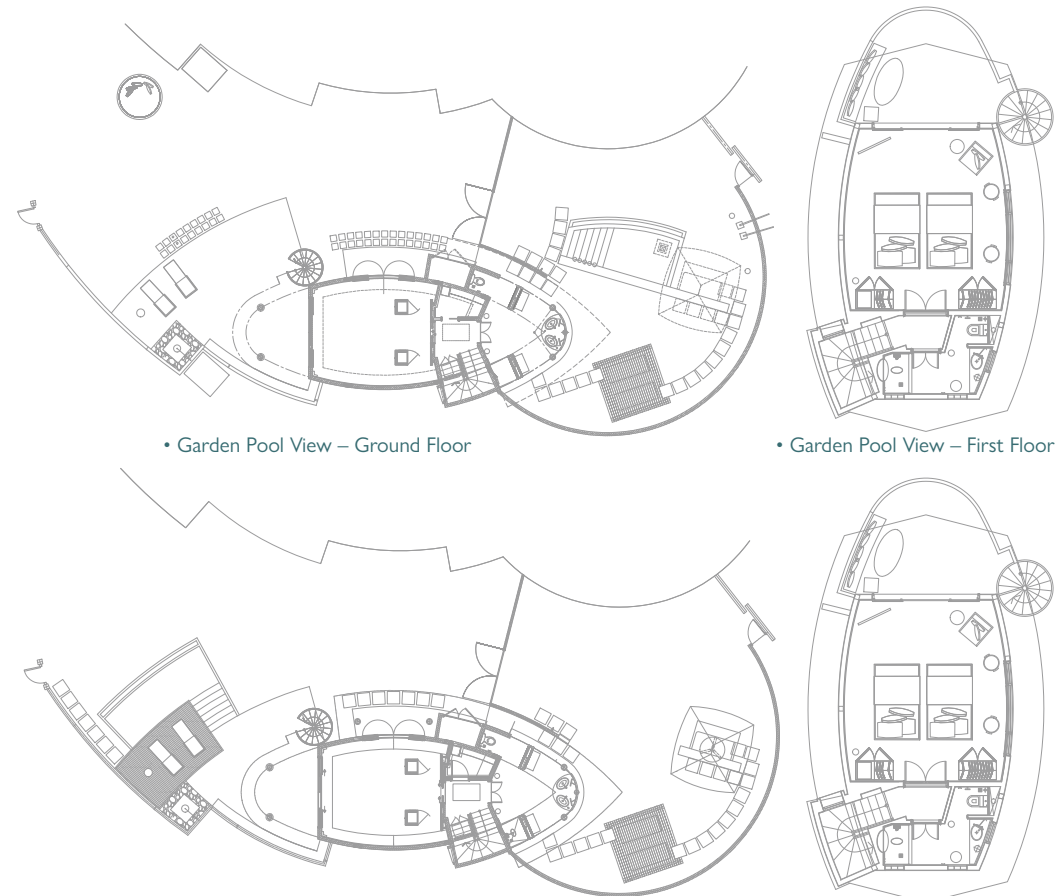 • Garden Pool View – Ground Floor
• Garden Pool View – First Floor